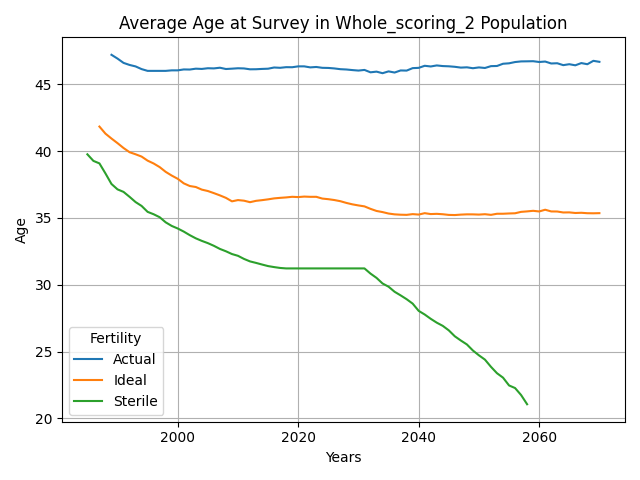 Average Age at Survey in Whole_scoring_2 Population
Age
45
40
35
30
25
20
Fertility
Actual
Ideal
Sterile
2000
2020
2040
2060
Years